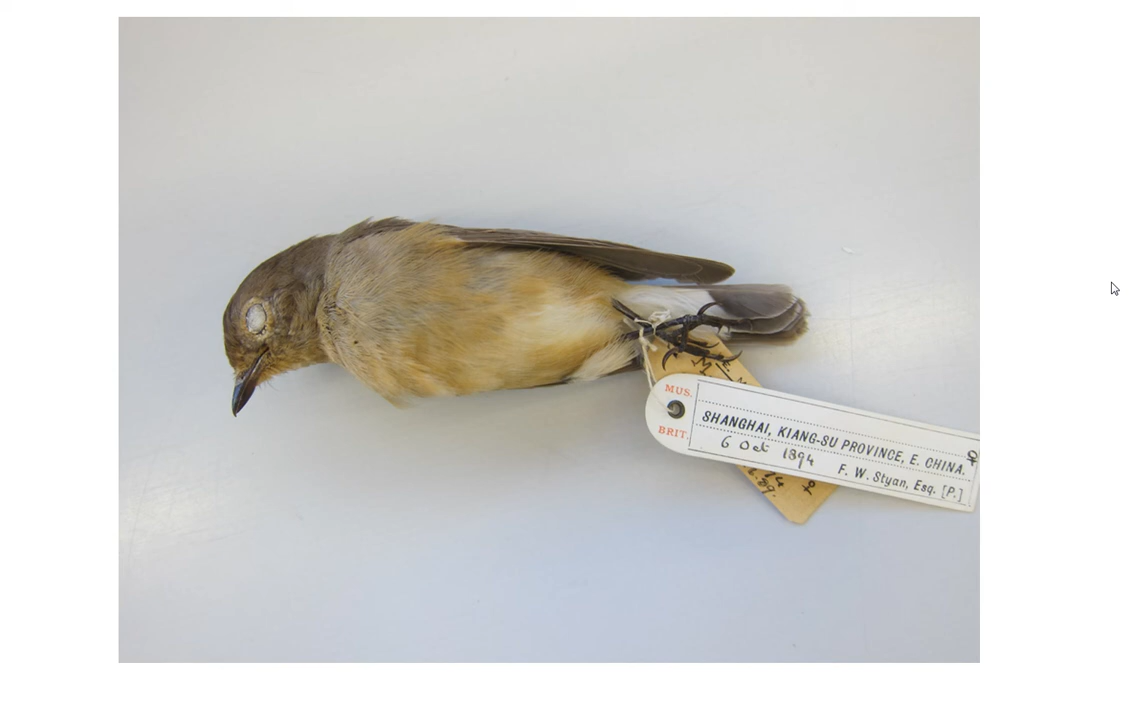 MUS.
BRIT.
SHANGHAI, KIANG-SU PROVINCE, E. CHINA. ♀
6 Oct 1894
F. W. Styan, Esq. [P.]